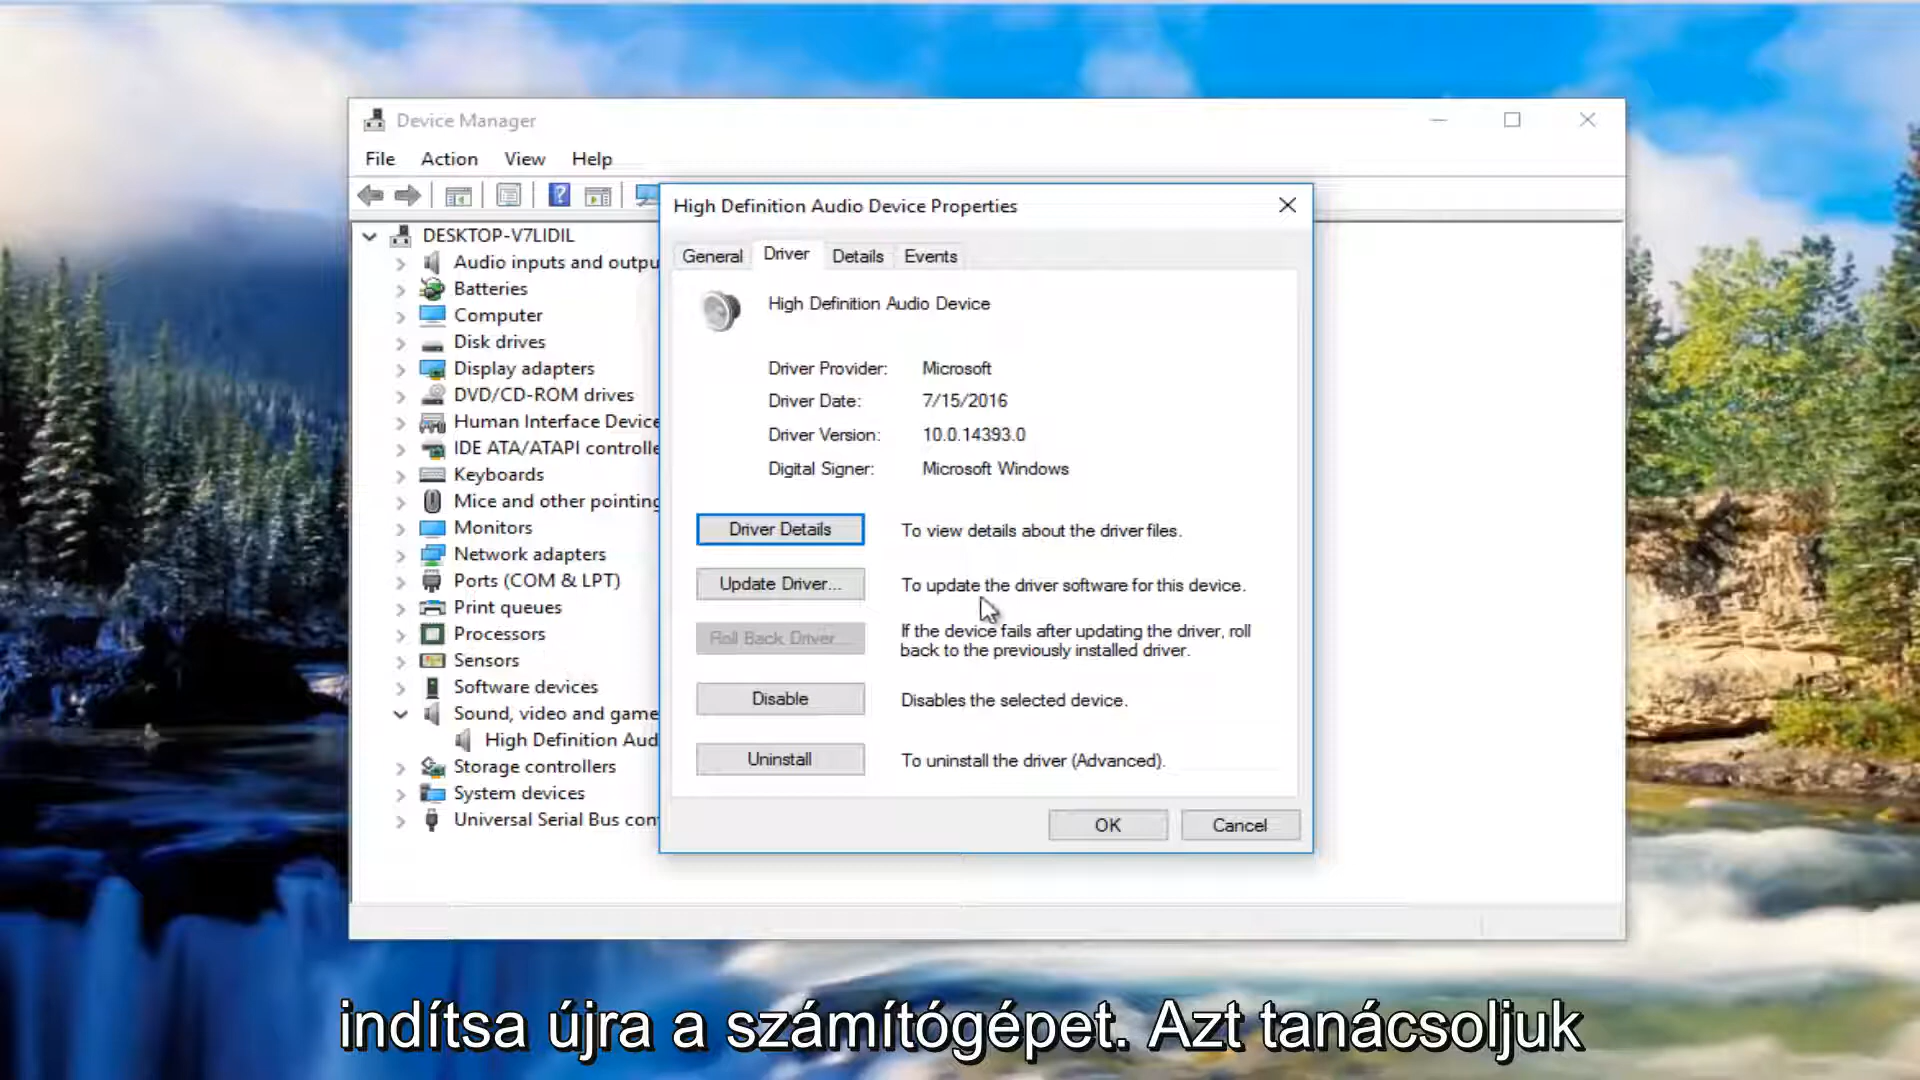 Device Manager
File Action View Help
DESKTOP-V7LIDIL
Audio inputs and outpu
Batteries
Computer
Disk drives
Display adapters
DVD/CD-ROM drives
Human Interface Device
IDE ATA/ATAPI controlle
Keyboards
Mice and other pointing
Monitors
Network adapters
Ports (COM & LPT)
Print queues
Processors
Sensors
Software devices
Sound, video and game
High Definition Aud
Storage controllers
System devices
Universal Serial Bus con
High Definition Audio Device Properties
General Driver Details Events
High Definition Audio Device
Driver Provider: Microsoft
Driver Date: 7/15/2016
Driver Version: 10.0.14393.0
Digital Signer: Microsoft Windows
Driver Details To view details about the driver files.
Update Driver... To update the driver software for this device.
Roll Back Driver... If the device fails after updating the driver, roll
back to the previously installed driver.
Disable Disables the selected device.
Uninstall To uninstall the driver (Advanced).
OK Cancel
indítsa újra a számítógépet. Azt tanácsoljuk